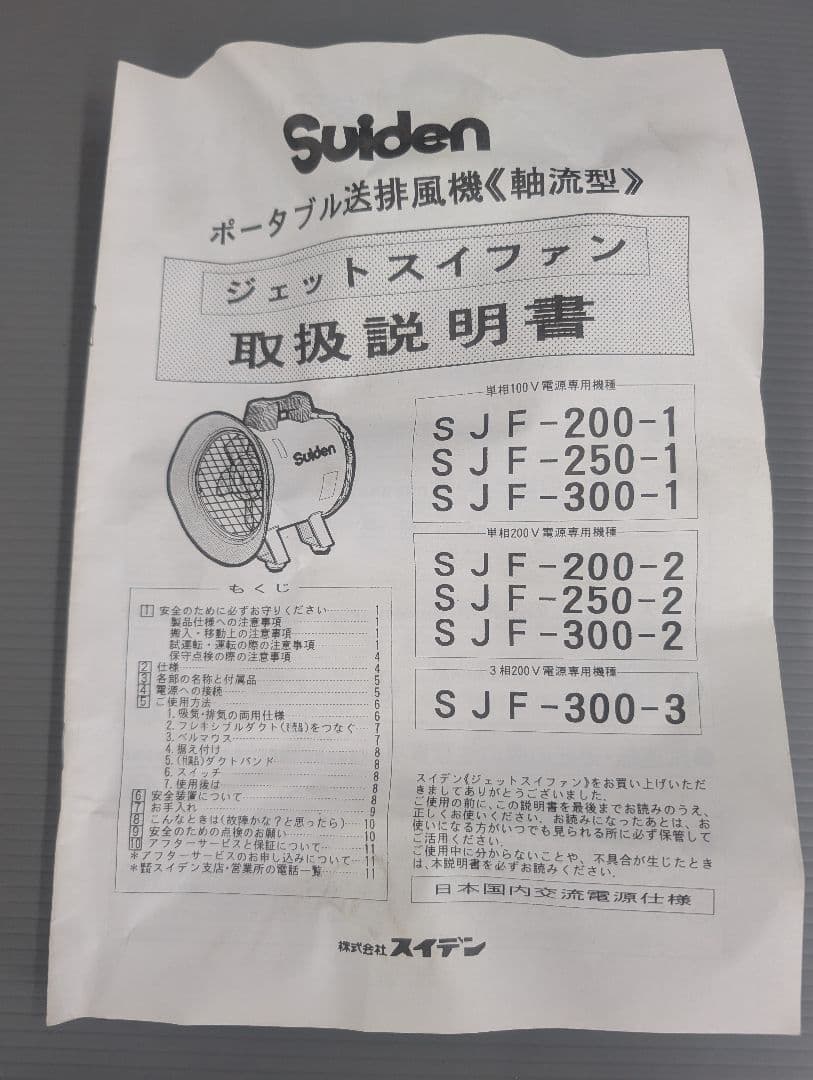 Suiden
ポータブル送排風機《軸流型》
ジェットスイファン
取扱説明書
Suiden
単相100V電源専用機種
SJF-200-1
SJF-250-1
SJF-300-1
単相200V電源専用機種
SJF-200-2
SJF-250-2
SJF-300-2
3相200V電源専用機種
SJF-300-3
もくじ
1 安全のために必ずお守りください 1
製品仕様への注意事項 1
搬入・移動上の注意事項 1
試運転・運転の際の注意事項 1
保守点検の際の注意事項 4
2 仕様 4
3 各部の名称と付属品 5
4 電源への接続 5
5 ご使用方法 6
1. 吸気・排気の両用仕様 6
2. フレキシブルダクト(別売品)をつなぐ 7
3. ベルマウス 7
4. 据え付け 8
5. (付属品)ダクトバンド 8
6. スイッチ 8
7. 使用後は 8
6 安全装置について 8
7 お手入れ 9
8 こんなときは(故障かな?と思ったら) 10
9 安全のための点検のお願い 10
10 アフターサービスと保証について 11
*アフターサービスのお申し込みについて 11
*スイデン支店・営業所の電話一覧 11
スイデン《ジェットスイファン》をお買い上げいただ
きましてありがとうございました.
ご使用の前に、この説明書を最後までお読みのうえ、
正しくお使いください. お読みになったあとは、お
使いになる方がいつでも見られる所に必ず保管して
ご活用ください.
ご使用中に分からないことや、不具合が生じたとき
は、本説明書を必ずお読みください.
日本国内交流電源仕様
株式会社 スイデン